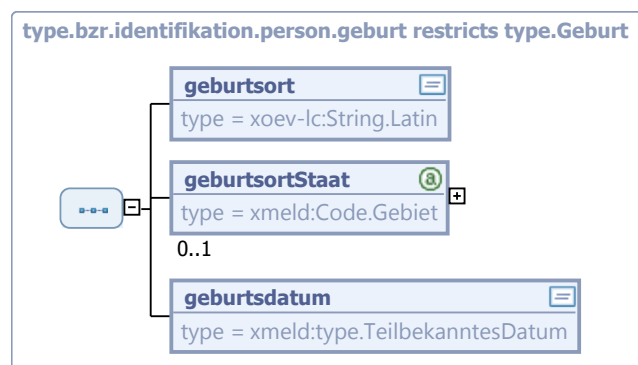 type.bzr.identifikation.person.geburt restricts type.Geburt
geburtsort
type = xoev-lc:String.Latin
geburtsortStaat
type = xmeld:Code.Gebiet
0..1
geburtsdatum
type = xmeld:type.TeilbekanntesDatum